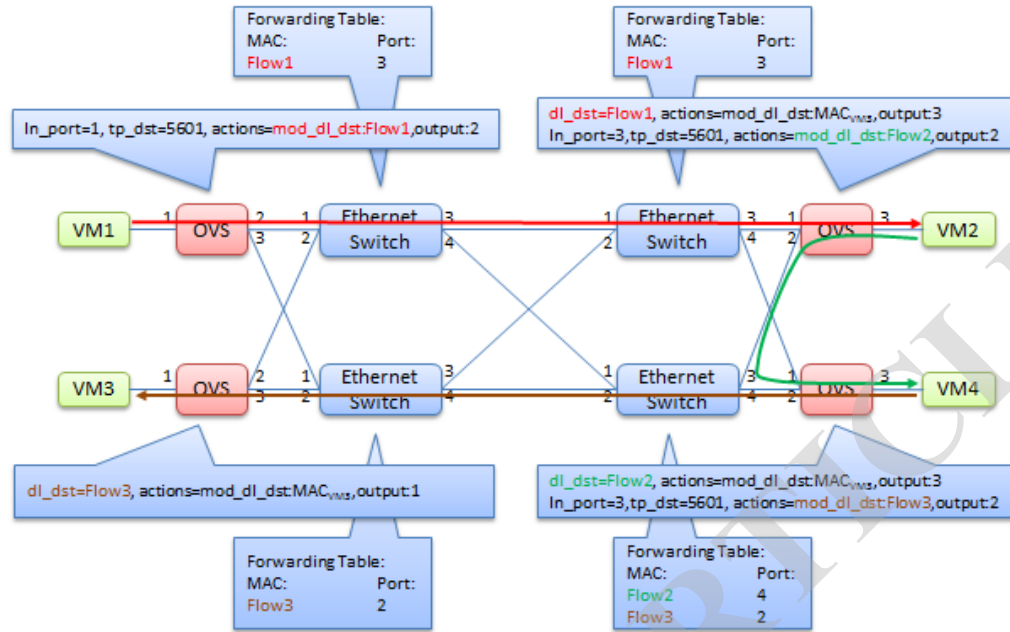 Forwarding Table:
MAC: Port:
Flow1 3
Forwarding Table:
MAC: Port:
Flow1 3
In_port=1, tp_dst=5601, actions=mod_dl_dst:Flow1,output:2
dl_dst=Flow1, actions=mod_dl_dst:MACVM3,output:3
In_port=3,tp_dst=5601, actions=mod_dl_dst:Flow2,output:2
VM1 1 OVS 2 3 1 2 Ethernet Switch 3 4 1 2 Ethernet Switch 3 4 1 2 OVS 3 VM2
VM3 1 OVS 2 3 1 2 Ethernet Switch 3 4 1 2 Ethernet Switch 3 4 1 2 OVS 3 VM4
dl_dst=Flow3, actions=mod_dl_dst:MACVM3,output:1
dl_dst=Flow2, actions=mod_dl_dst:MACVM3,output:3
In_port=3,tp_dst=5601, actions=mod_dl_dst:Flow3,output:2
Forwarding Table:
MAC: Port:
Flow3 2
Forwarding Table:
MAC: Port:
Flow2 4
Flow3 2